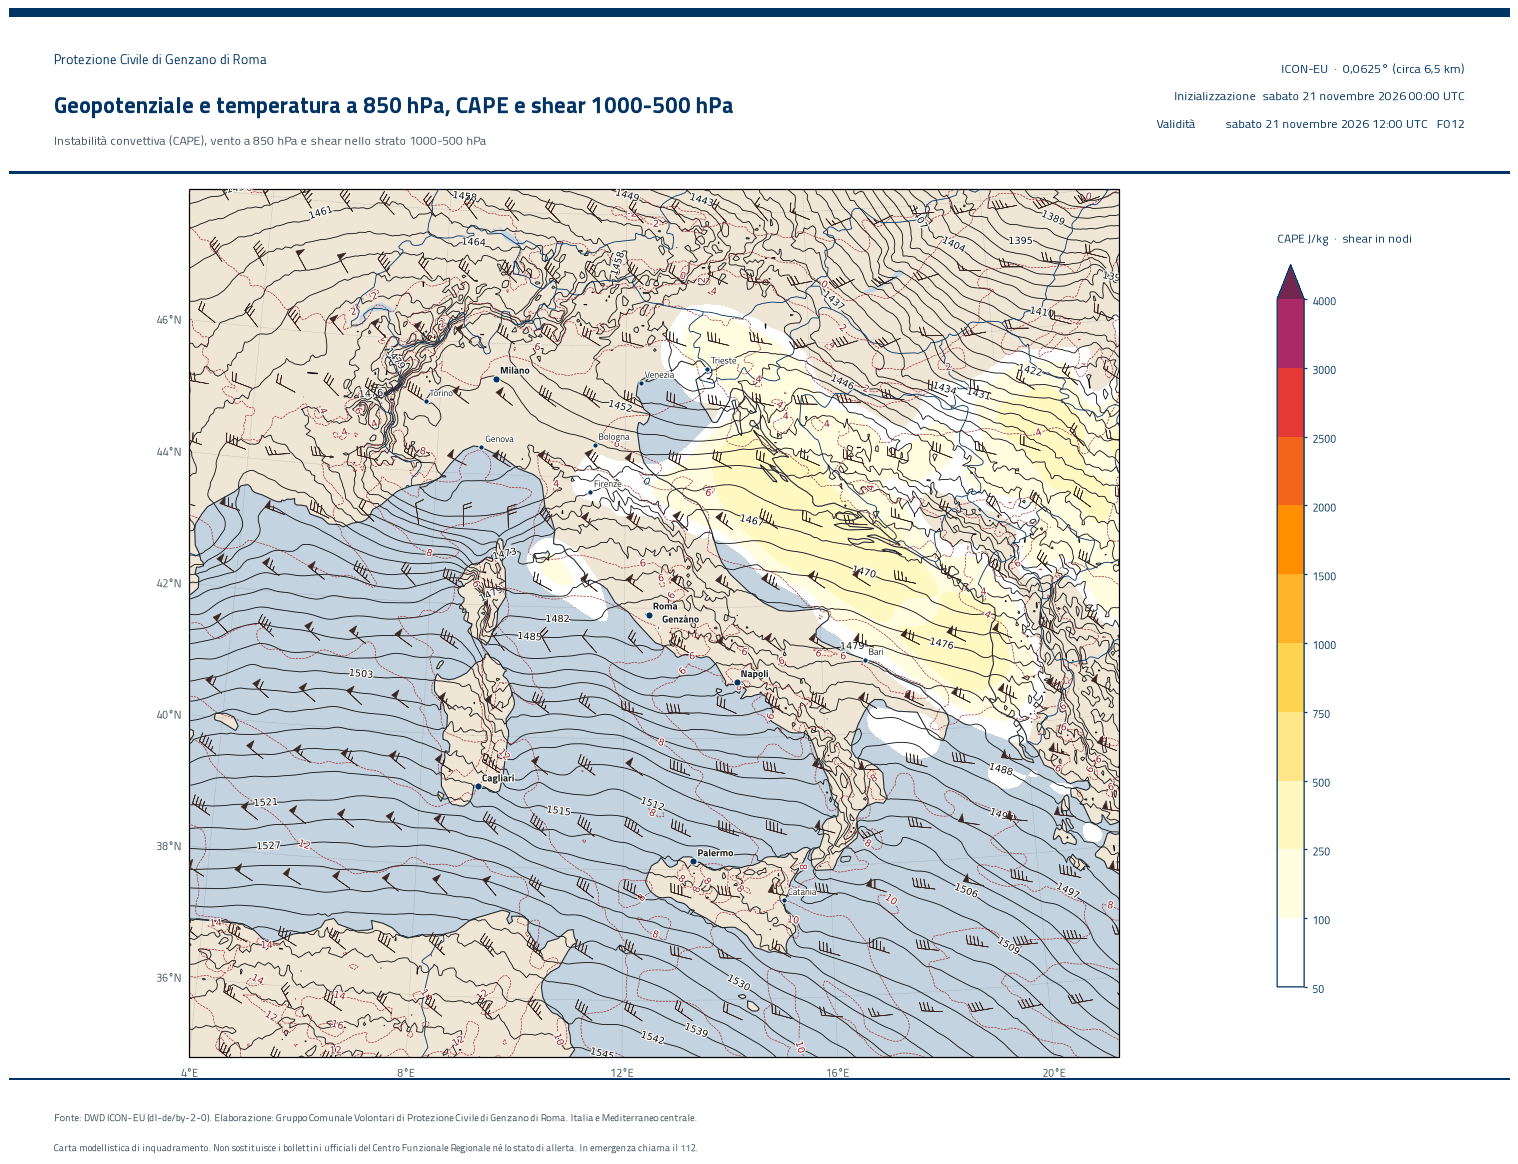 Protezione Civile di Genzano di Roma
Geopotenziale e temperatura a 850 hPa, CAPE e shear 1000-500 hPa
Instabilità convettiva (CAPE), vento a 850 hPa e shear nello strato 1000-500 hPa
ICON-EU · 0,0625° (circa 6,5 km)
Inizializzazione sabato 21 novembre 2026 00:00 UTC
Validità sabato 21 novembre 2026 12:00 UTC F012
CAPE J/kg · shear in nodi
4000
3000
2500
2000
1500
1000
750
500
250
100
50
46°N
44°N
42°N
40°N
38°N
36°N
4°E
8°E
12°E
16°E
20°E
Milano
Torino
Venezia
Trieste
Genova
Bologna
Firenze
Roma
Genzano
Napoli
Bari
Cagliari
Palermo
Catania
1458
1449
1443
1461
1464
1458
1389
1395
1404
1437
1410
1422
1446
1434
1431
1452
1467
1473
1470
1482
1485
1479
1476
1503
1488
1521
1515
1512
1527
1506
1497
1509
1530
1539
1542
1545
Fonte: DWD ICON-EU (dl-de/by-2-0). Elaborazione: Gruppo Comunale Volontari di Protezione Civile di Genzano di Roma. Italia e Mediterraneo centrale.
Carta modellistica di inquadramento. Non sostituisce i bollettini ufficiali del Centro Funzionale Regionale né lo stato di allerta. In emergenza chiama il 112.